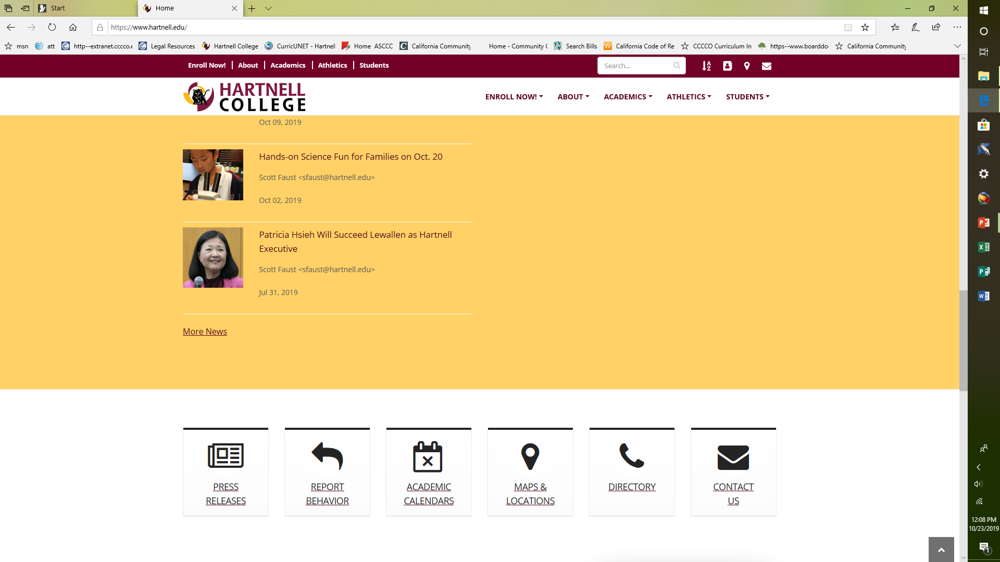 Start
Home
https://www.hartnell.edu/
msn att http--extranet.cccco.e Legal Resources Hartnell College CurricUNET - Hartnell Home ASCCC California Community Home - Community C Search Bills California Code of Re CCCCO Curriculum In https--www.boarddo California Community
Enroll Now! About Academics Athletics Students Search...
HARTNELL
COLLEGE
ENROLL NOW! ABOUT ACADEMICS ATHLETICS STUDENTS
Oct 09, 2019
Hands-on Science Fun for Families on Oct. 20
Scott Faust <sfaust@hartnell.edu>
Oct 02, 2019
Patricia Hsieh Will Succeed Lewallen as Hartnell
Executive
Scott Faust <sfaust@hartnell.edu>
Jul 31, 2019
More News
PRESS
RELEASES
REPORT
BEHAVIOR
ACADEMIC
CALENDARS
MAPS &
LOCATIONS
DIRECTORY
CONTACT
US
12:08 PM
10/23/2019
1